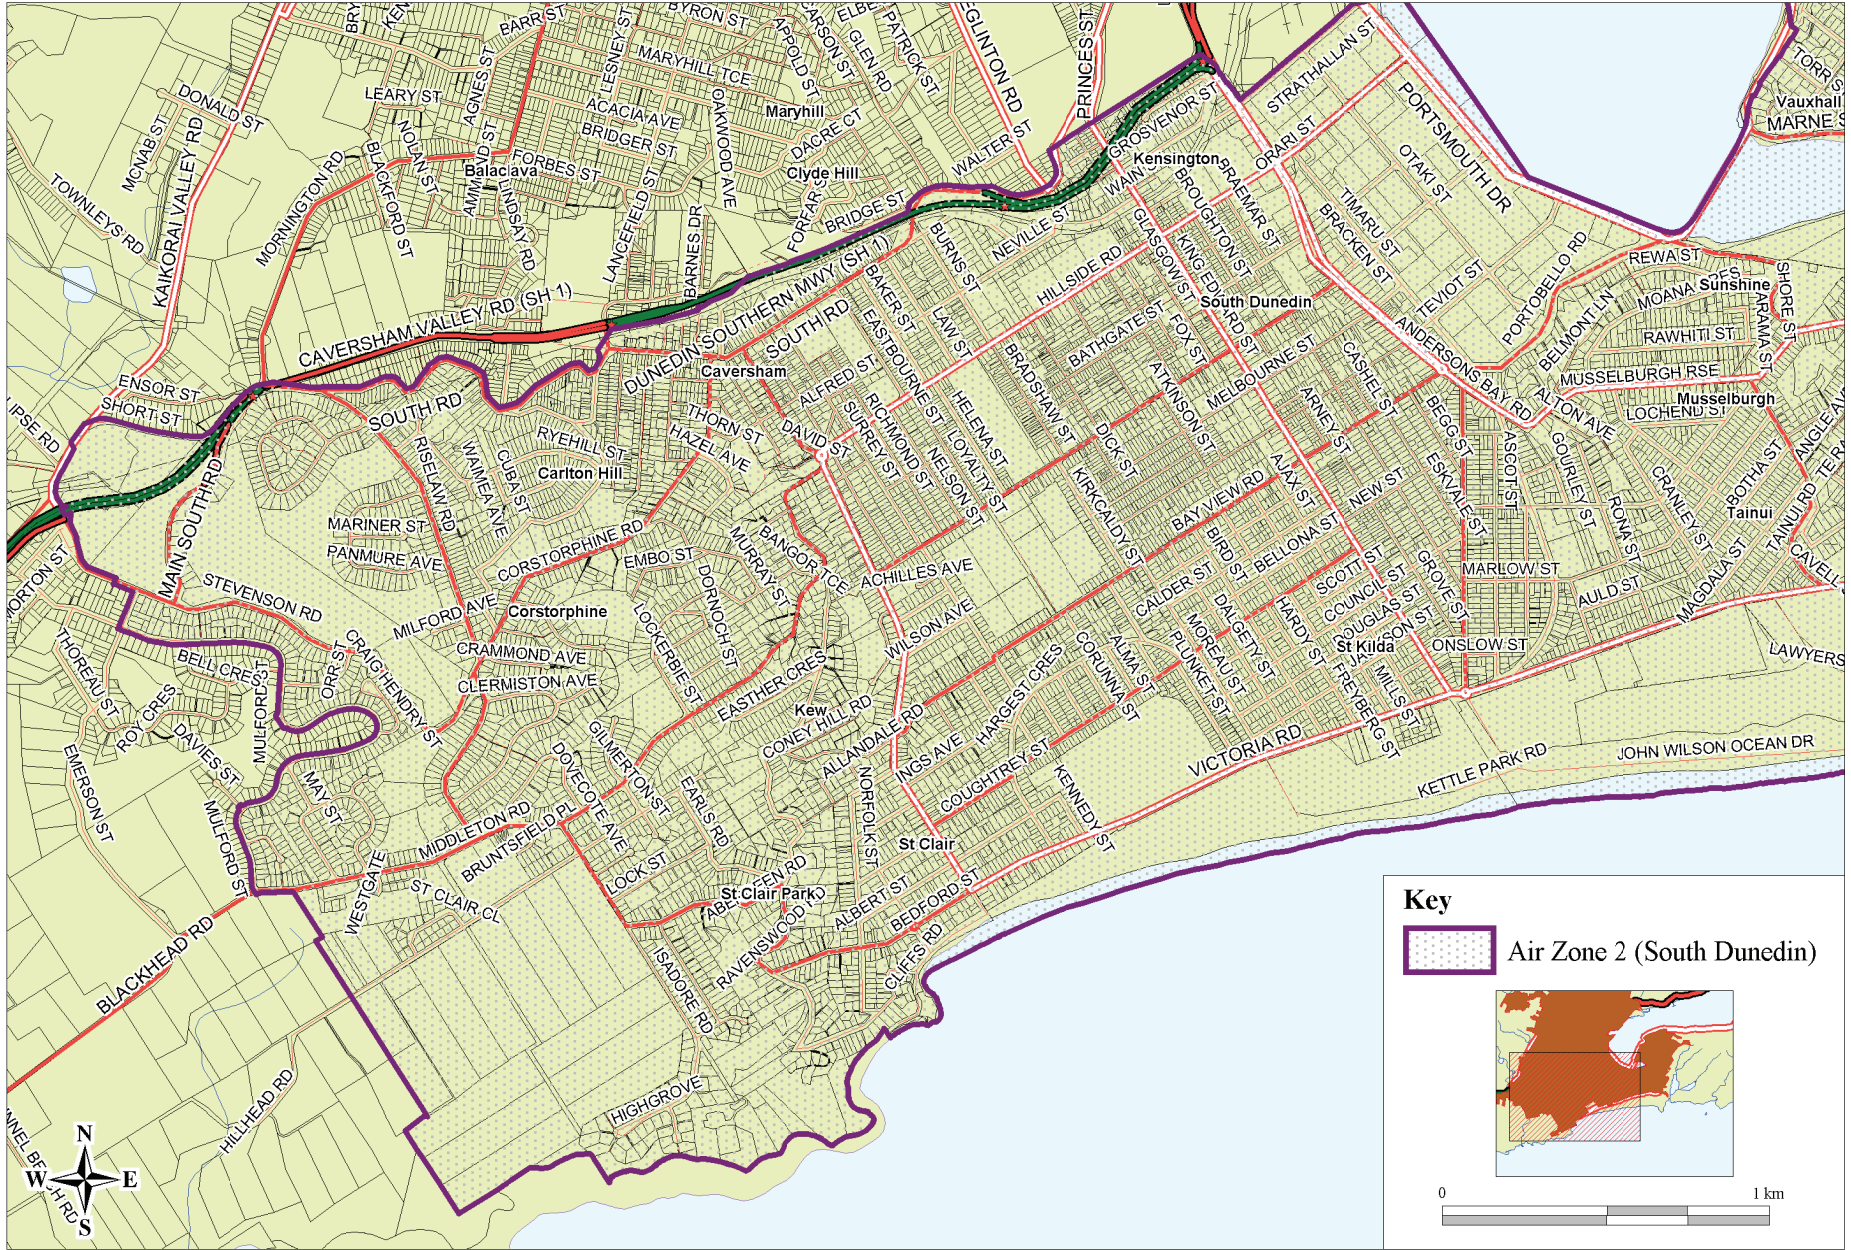 BARR ST
BYRON ST
CARSON ST
PATRICK ST
EGLINTON RD
PRINCES ST
STRATHALLAN ST
TORR S
DONALD ST
LEARY ST
AGNES ST
LESNEY ST
MARYHILL TCE
APPOLD ST
GLEN RD
PORTSMOUTH DR
Vauxhall
MARNE S
MCNAB ST
KAIKORAI VALLEY RD
ACACIA AVE
OAKWOOD AVE
Maryhill
BRIDGER ST
DACRE CT
WALTER ST
GROSVENOR ST
ORARI ST
TOWNLEYS RD
MORNINGTON RD
BLACKFORD ST
NOLAN ST
Balaclava
FORBES ST
LINDSAY RD
LANCEFIELD ST
Clyde Hill
FORFAR S
BRIDGE ST
Kensington
WAIN S
BRAEMAR ST
BROUGHTON ST
OTAKI ST
TIMARU ST
BRACKEN ST
BARNES DR
BURNS ST
NEVILLE ST
GLASGOW ST
KING EDWARD ST
PORTOBELLO RD
REWA ST
SHORE ST
CAVERSHAM VALLEY RD (SH 1)
DUNEDIN SOUTHERN MWY (SH 1)
BAKER ST
HILLSIDE RD
South Dunedin
TEVIOT ST
MOANA
Sunshine
BELMONT LN
SOUTH RD
EASTBOURNE ST
LAW ST
BATHGATE ST
FOX ST
ANDERSONS BAY RD
RAWHITI ST
ENSOR ST
SHORT ST
LIPSE RD
SOUTH RD
Caversham
ALFRED ST
BRADSHAW ST
ATKINSON ST
MELBOURNE ST
CASHEL ST
MUSSELBURGH RSE
Musselburgh
LOCHEND ST
ALTON AVE
THORN ST
HAZEL AVE
DAVID ST
SURREY ST
RICHMOND ST
HELENA ST
LOYALTY ST
NELSON ST
DICK ST
ARNEY ST
BEGG ST
RYEHILL ST
Carlton Hill
CUBA ST
WAIMEA AVE
RISELAW RD
MAIN SOUTH RD
KIRKCALDY ST
BAY VIEW RD
AJAX ST
NEW ST
ESKVALE ST
ASCOT ST
GOURLEY ST
CRANLEY ST
RONA ST
BOTHA ST
Tainui
TAINUI RD
MARINER ST
PANMURE AVE
CORSTORPHINE RD
EMBO ST
MURRAY ST
BANGOR TCE
ACHILLES AVE
BIRD ST
BELLONA ST
SCOTT ST
GROVE ST
MARLOW ST
AULD ST
MAGDALA ST
CAVELL
MORTON ST
STEVENSON RD
MILFORD AVE
Corstorphine
DORNOCH ST
LOCKERBIE ST
WILSON AVE
CALDER ST
DALGETY ST
HARDY ST
COUNCIL ST
DOUGLAS ST
JACKSON ST
St Kilda
ONSLOW ST
LAWYERS
THOREAU ST
BELL CRES
MULFORD ST
ORR ST
CRAIGHENDRY ST
CRAMMOND AVE
CLERMISTON AVE
EASTHER CRES
CORUNNA ST
ALMA ST
PLUNKET ST
MOREAU ST
FREYBERG ST
MILLS ST
ROY CRES
DAVIES ST
EMERSON ST
Kew
CONEY HILL RD
ALLANDALE RD
HARGEST CRES
INGS AVE
VICTORIA RD
KETTLE PARK RD
JOHN WILSON OCEAN DR
MAY ST
MULFORD ST
MIDDLETON RD
BRUNTSFIELD PL
DOVECOTE AVE
GILMERTON ST
EARLS RD
NORFOLK ST
COUGHTREY ST
KENNEDY ST
St Clair
WESTGATE
ST CLAIR CL
LOCK ST
St Clair Park
RAVENSWOOD RD
ALBERT ST
BEDFORD ST
CLIFFS RD
BLACKHEAD RD
ISADORE RD
HIGHGROVE
HILLHEAD RD
Key
Air Zone 2 (South Dunedin)
N
W
E
S
0
1 km